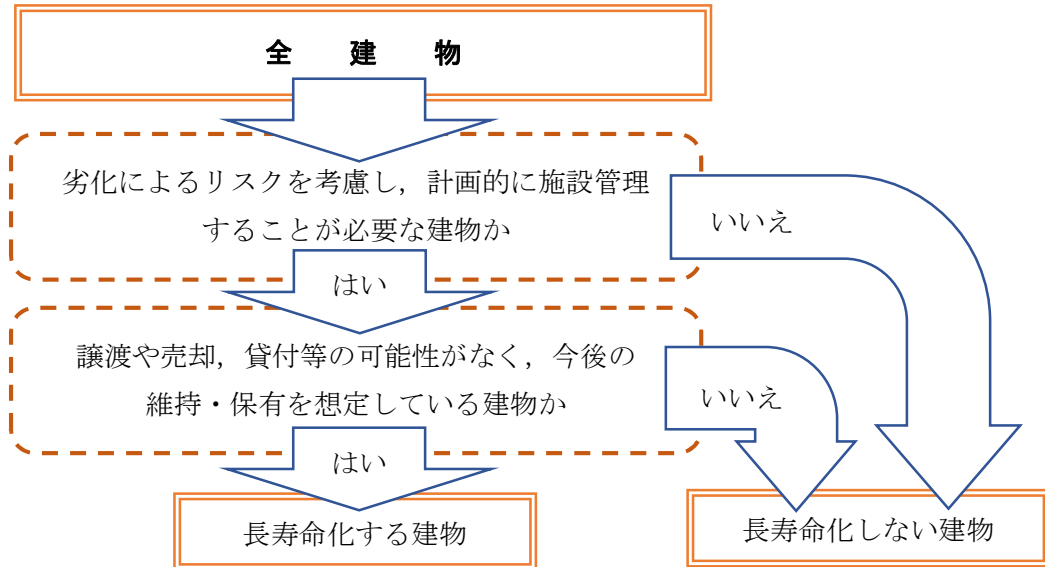 全 建 物
劣化によるリスクを考慮し，計画的に施設管理
することが必要な建物か
いいえ
はい
譲渡や売却，貸付等の可能性がなく，今後の
維持・保有を想定している建物か
いいえ
はい
長寿命化する建物
長寿命化しない建物